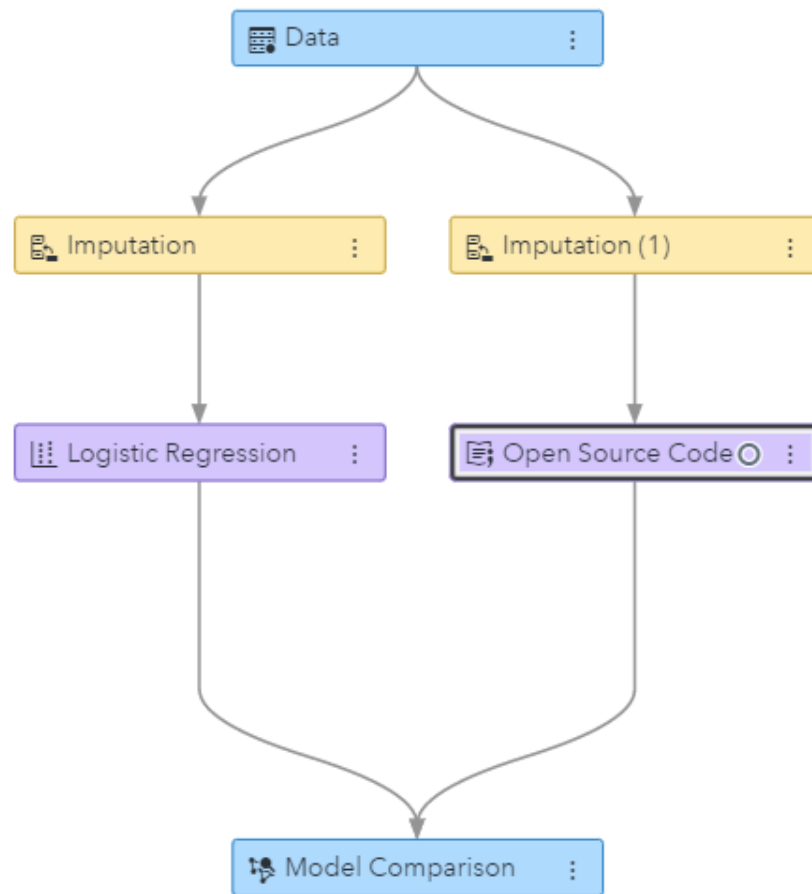 Data
Imputation
Imputation (1)
Logistic Regression
Open Source Code
Model Comparison